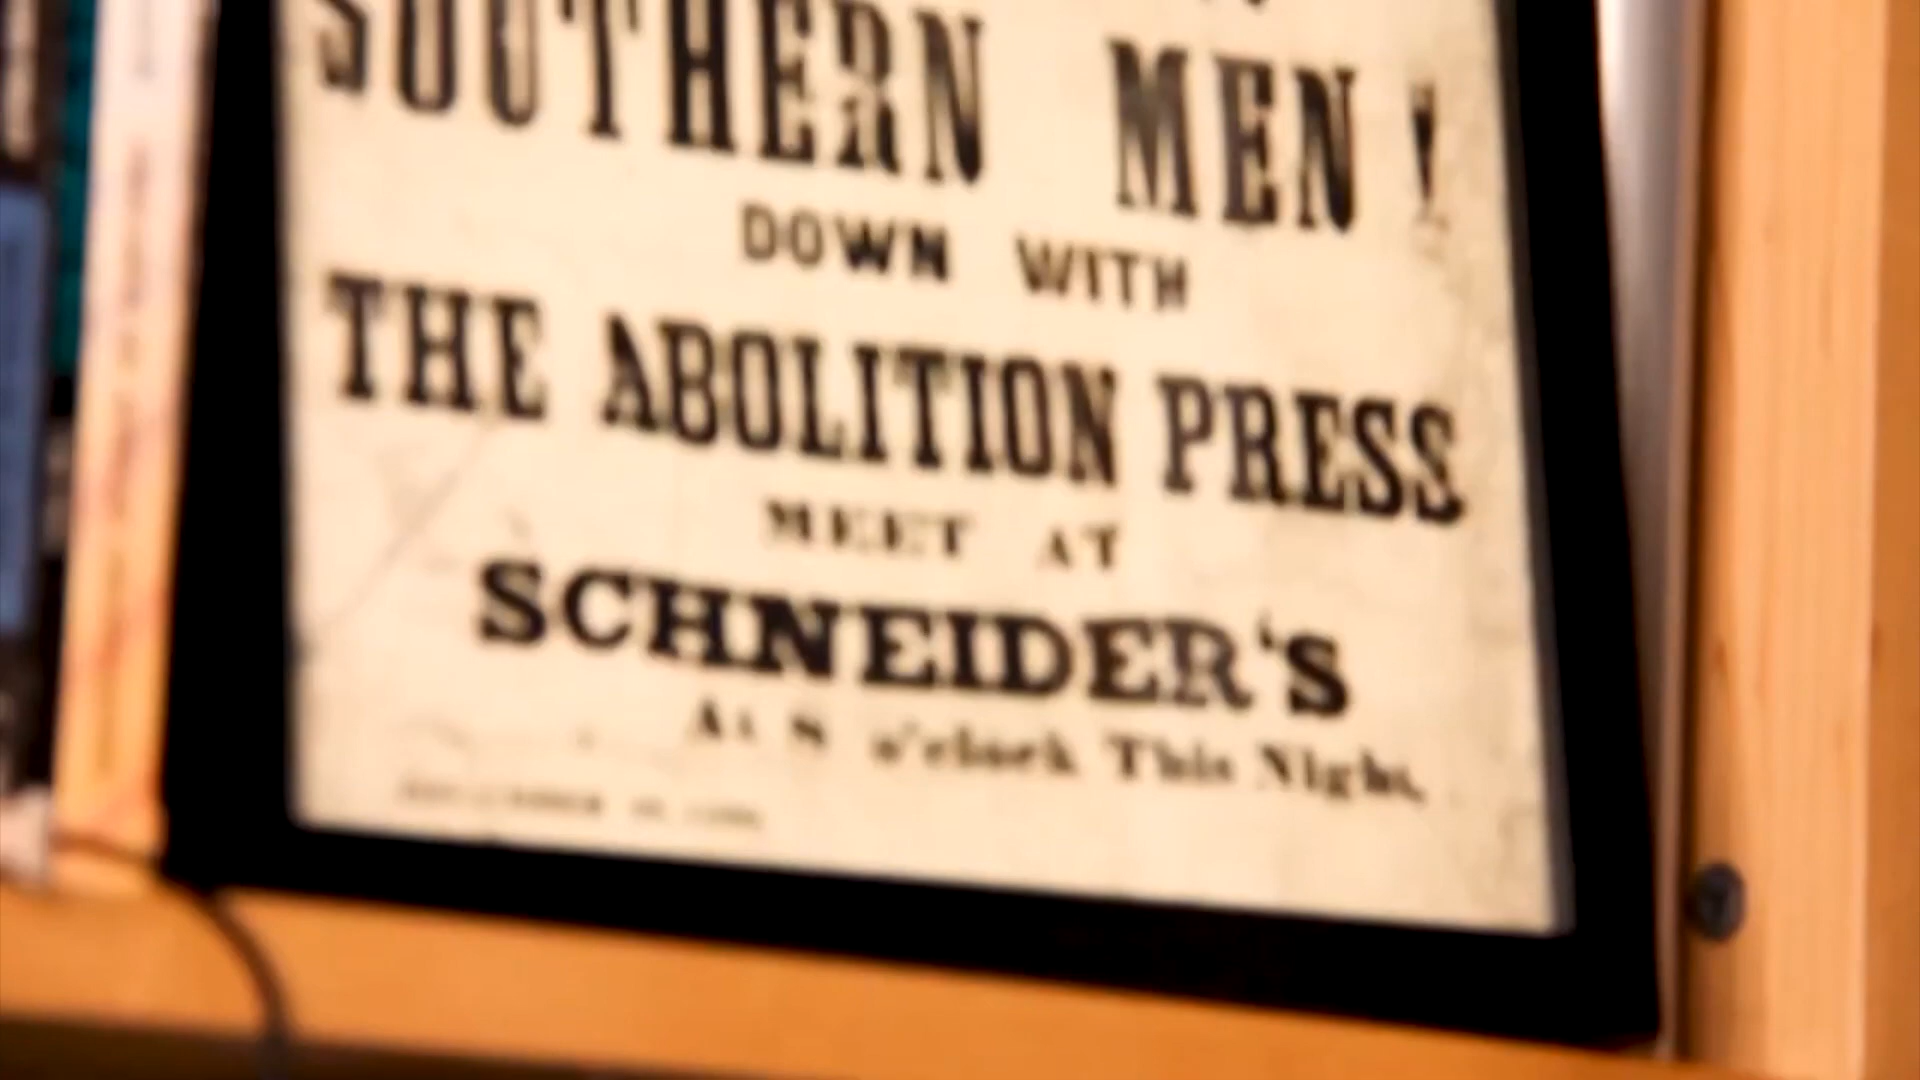 SOUTHERN MEN!
DOWN WITH
THE ABOLITION PRESS
MEET AT
SCHNEIDER'S
At 8 o'clock This Night,